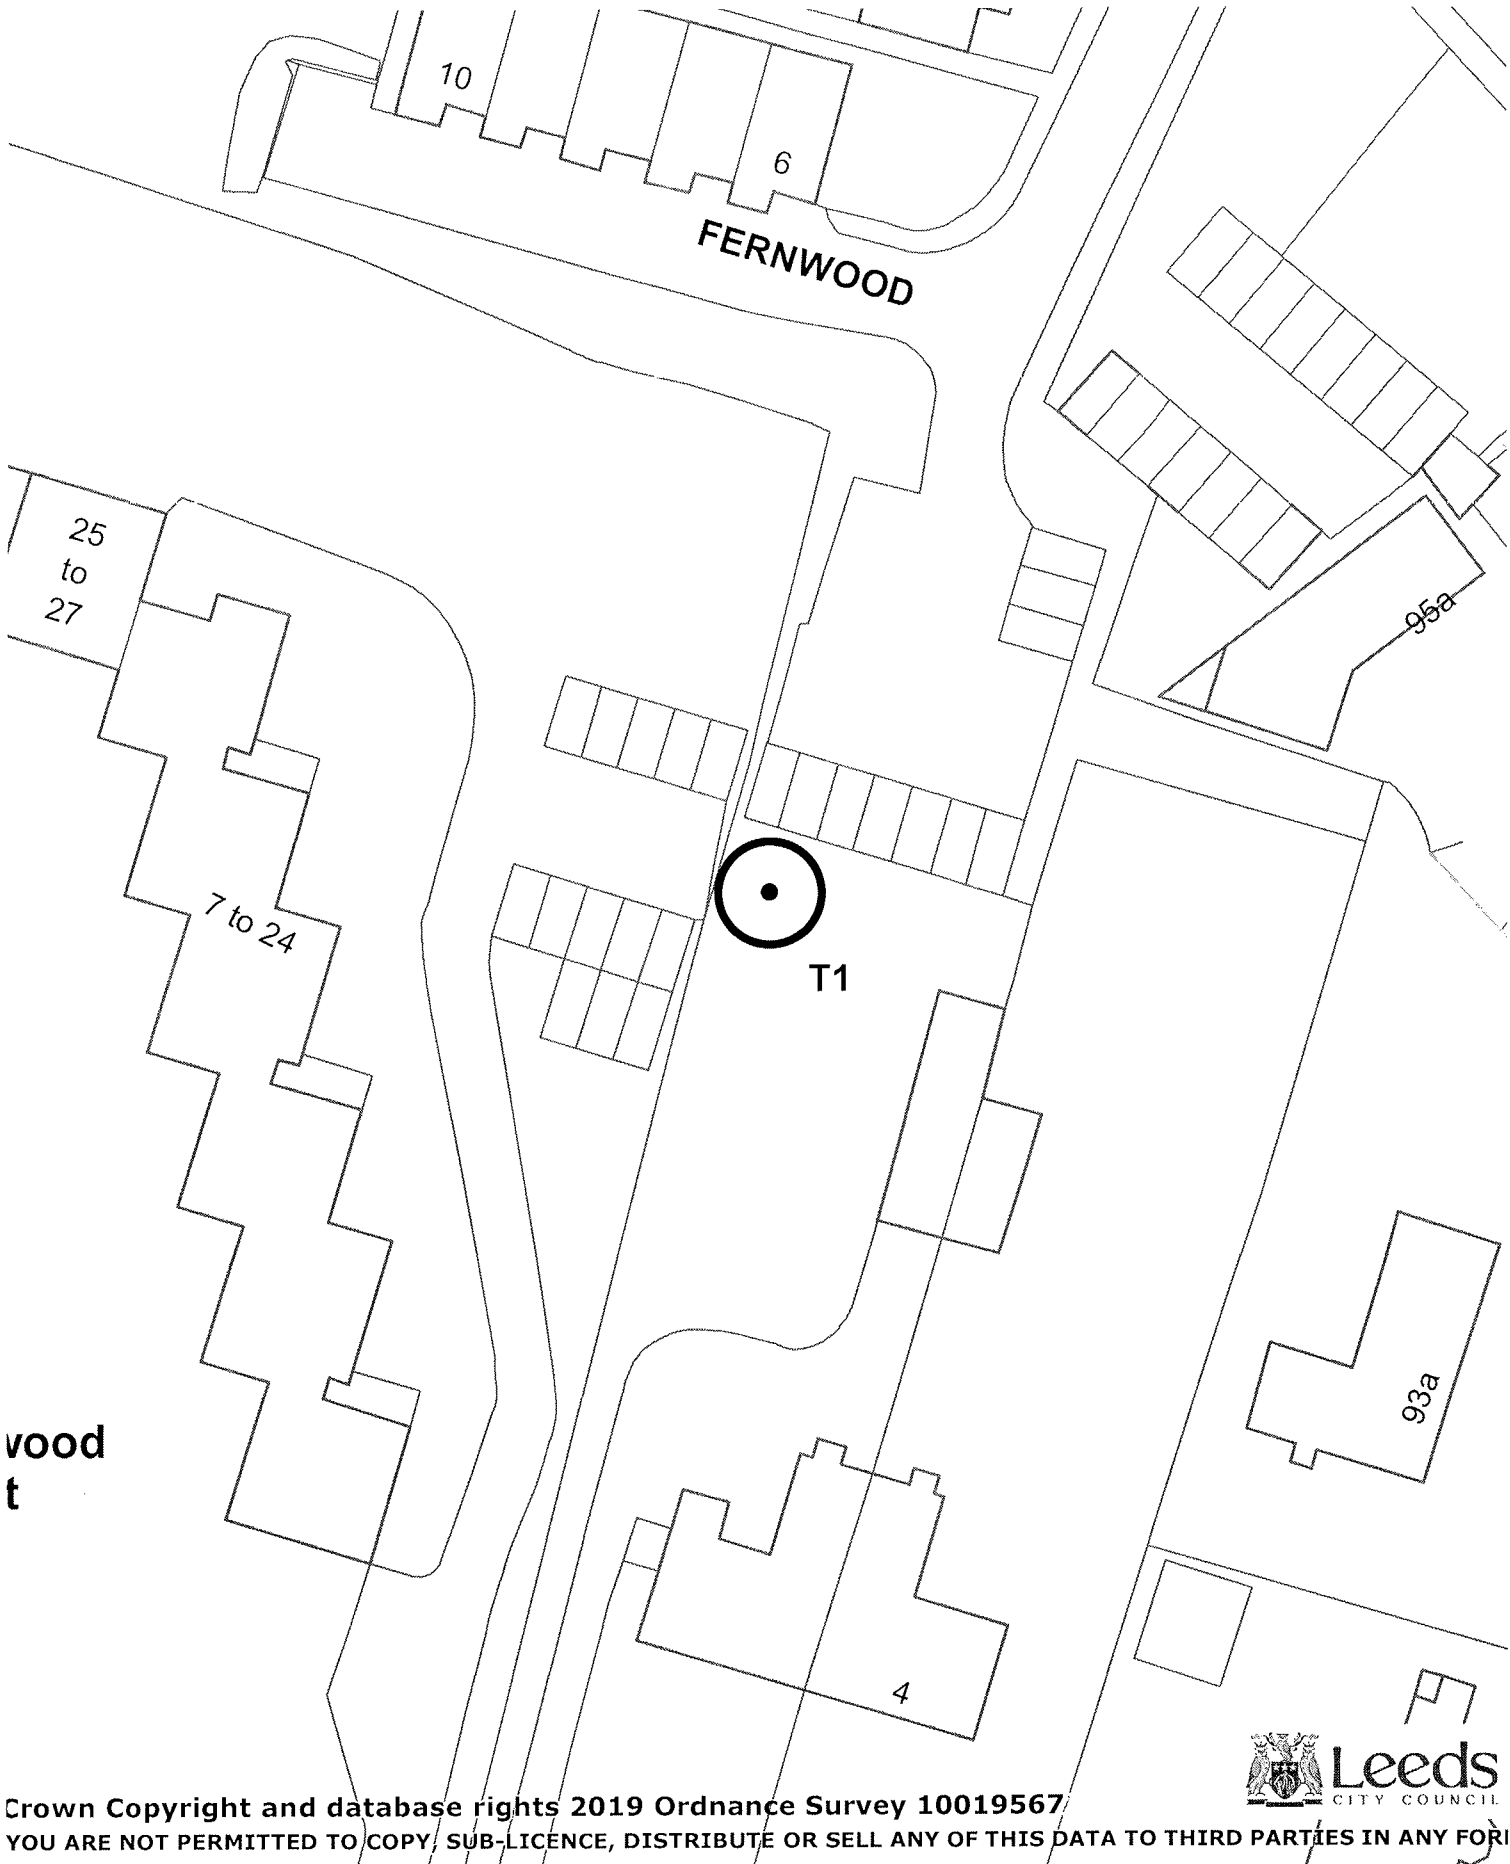 10
6
FERNWOOD
25
to
27
95a
7 to 24
T1
93a
4
Leeds
CITY COUNCIL
Crown Copyright and database rights 2019 Ordnance Survey 10019567
YOU ARE NOT PERMITTED TO COPY, SUB-LICENCE, DISTRIBUTE OR SELL ANY OF THIS DATA TO THIRD PARTIES IN ANY